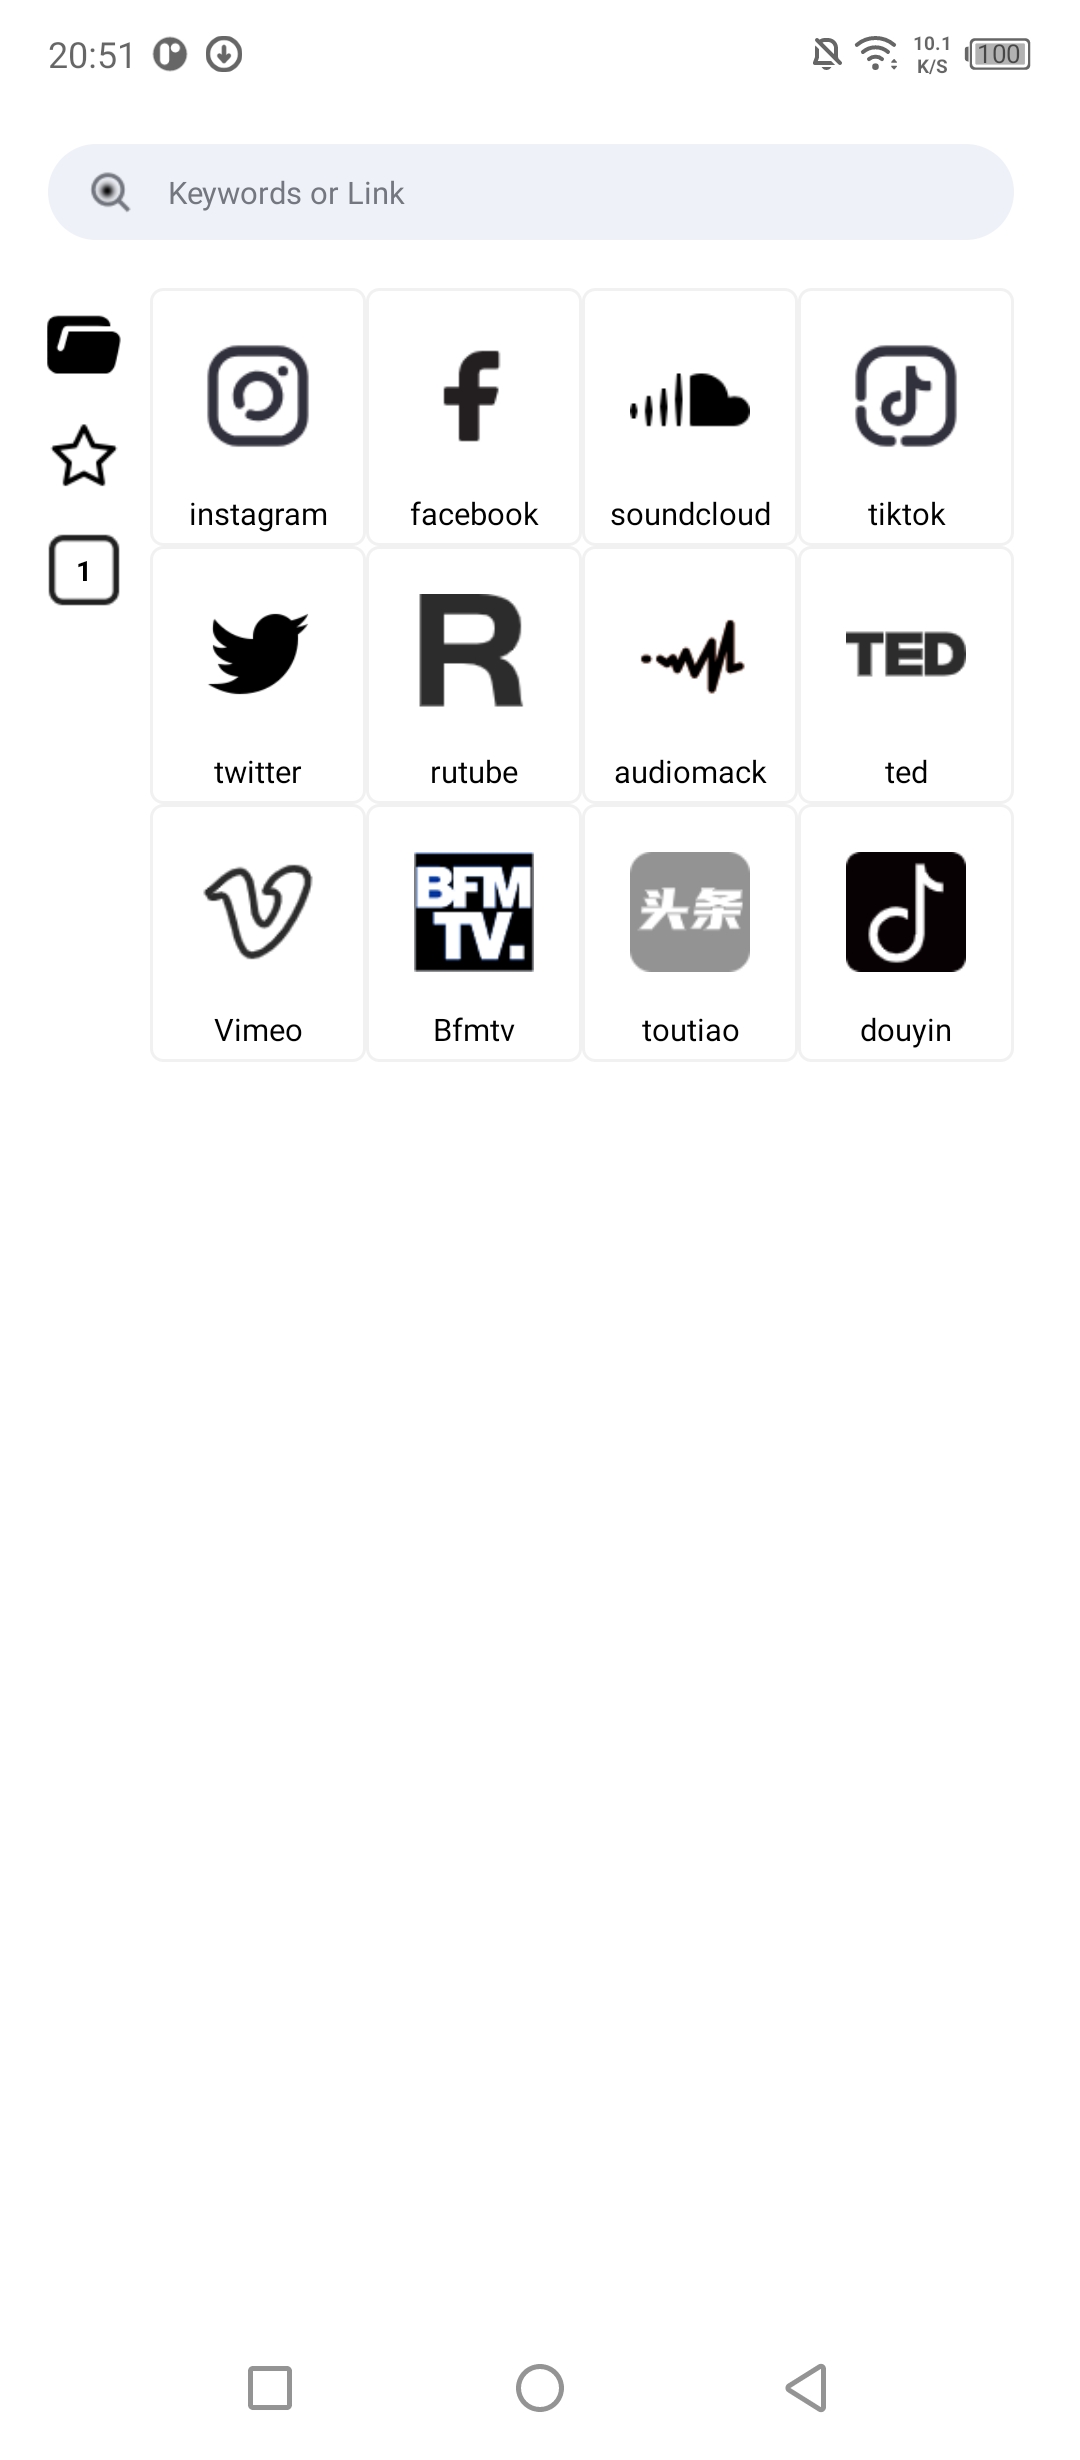 20:51
10.1
K/S
100
Keywords or Link
instagram
facebook
soundcloud
tiktok
1
R
TED
twitter
rutube
audiomack
ted
BFM
TV.
头条
Vimeo
Bfmtv
toutiao
douyin